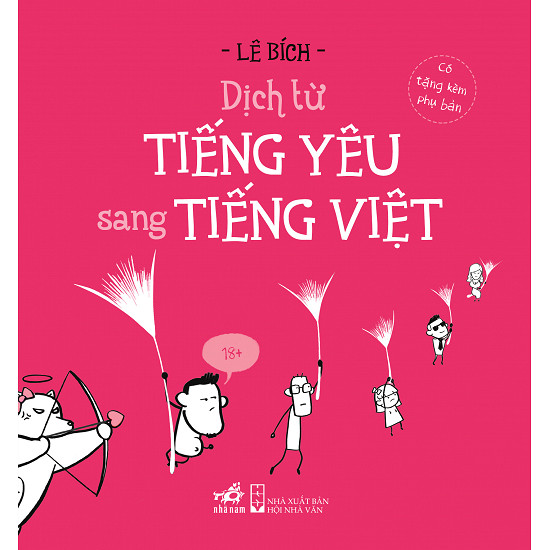 - LÊ BÍCH -
Có
tặng kèm
phụ bản
Dịch từ
TIẾNG YÊU
sang TIẾNG VIỆT
18+
nhã nam
NHÀ XUẤT BẢN
HỘI NHÀ VĂN